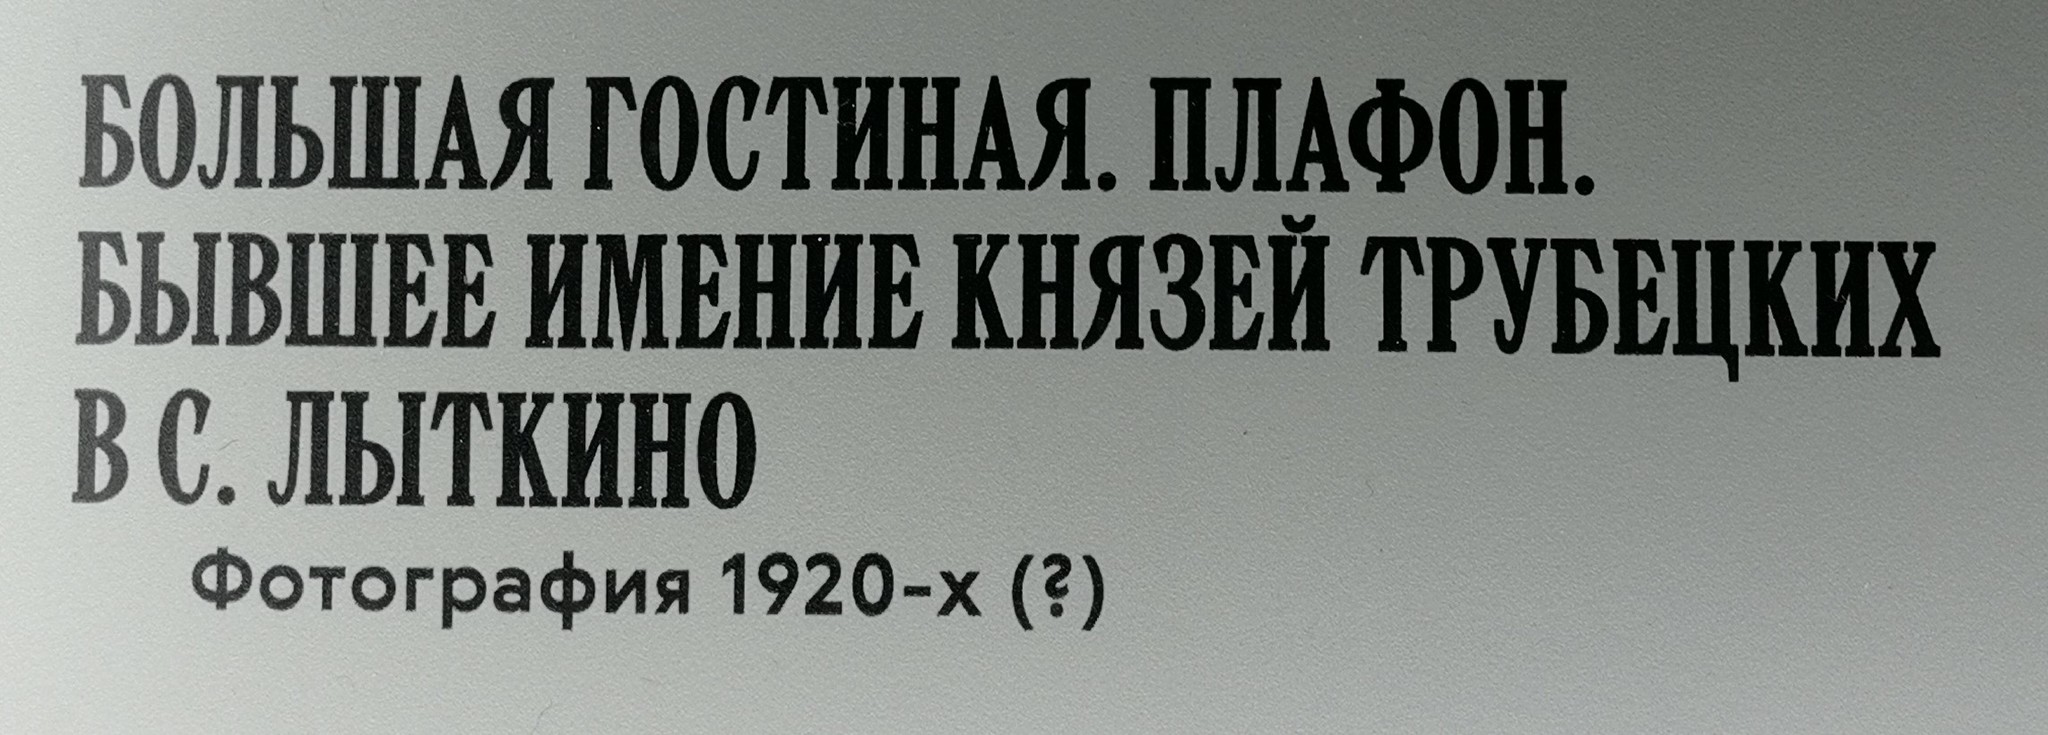 БОЛЬШАЯ ГОСТИНАЯ. ПЛАФОН.
БЫВШЕЕ ИМЕНИЕ КНЯЗЕЙ ТРУБЕЦКИХ
В С. ЛЫТКИНО
Фотография 1920-х (?)